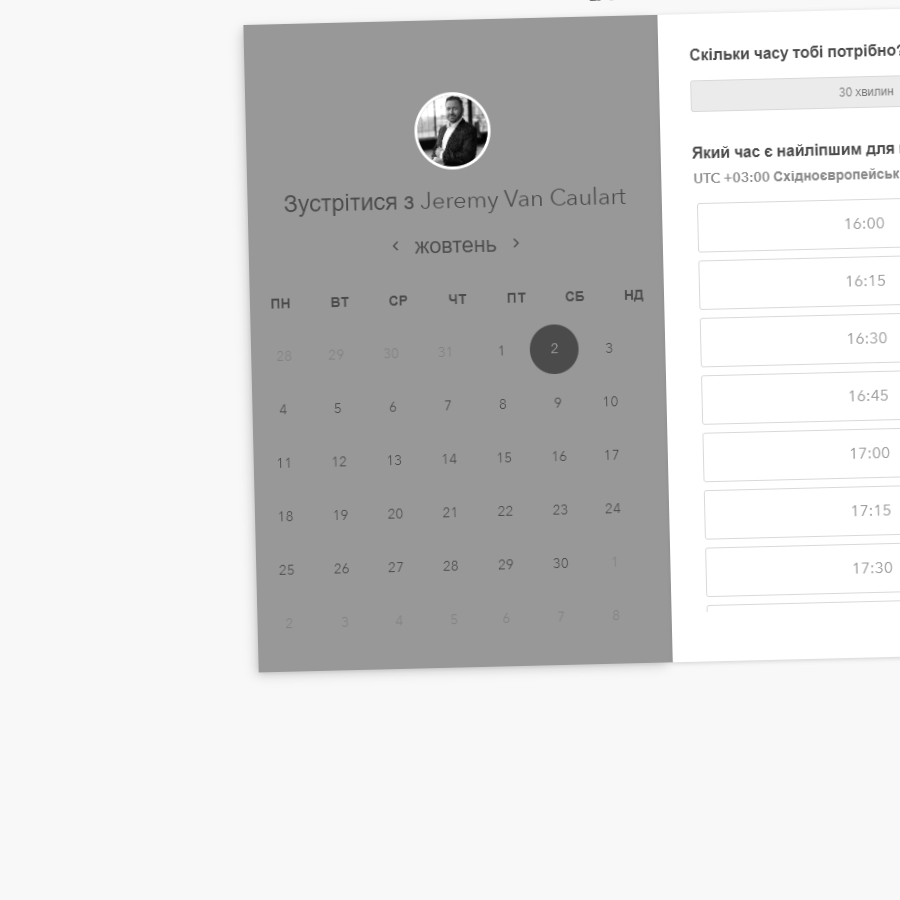 Зустрітися з Jeremy Van Caulart
‹ жовтень ›
ПН ВТ СР ЧТ ПТ СБ НД
28 29 30 31 1 2 3
4 5 6 7 8 9 10
11 12 13 14 15 16 17
18 19 20 21 22 23 24
25 26 27 28 29 30 1
2 3 4 5 6 7 8
Скільки часу тобі потрібно?
30 хвилин
Який час є найліпшим для
UTC +03:00
16:00
16:15
16:30
16:45
17:00
17:15
17:30